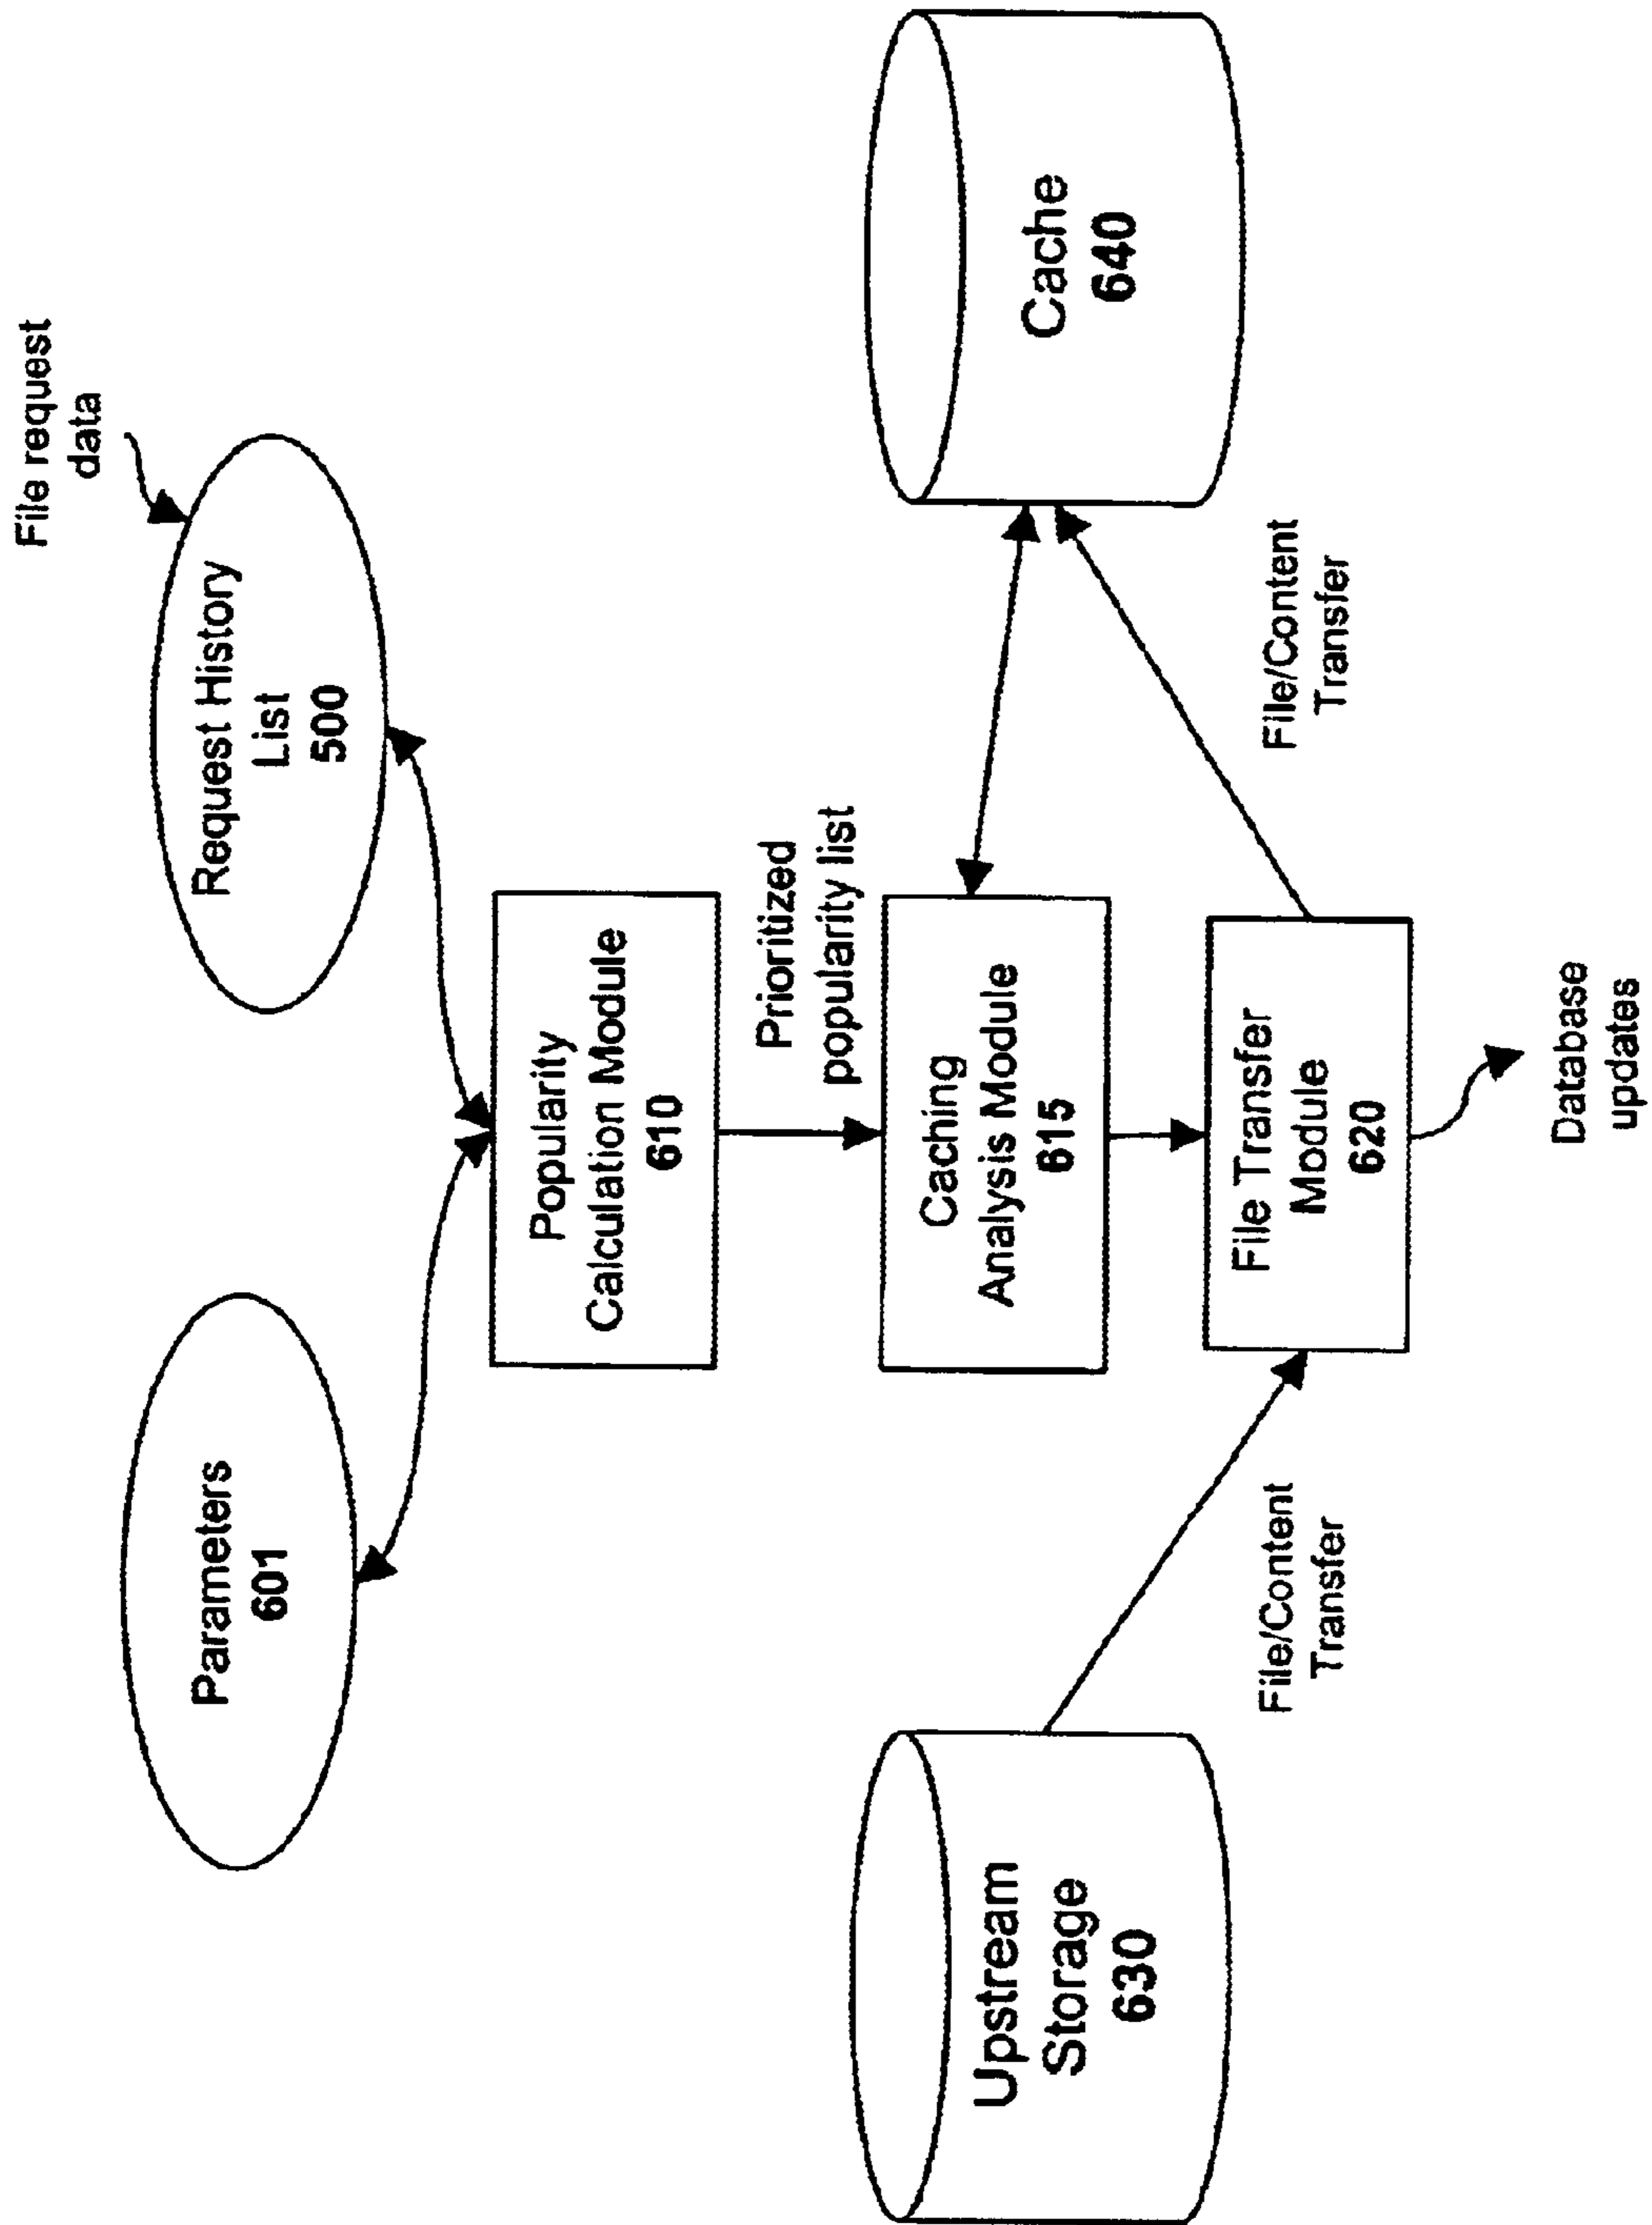 File request
data
Parameters
601
Request History
List
500
Popularity
Calculation Module
610
Prioritized
popularity list
Upstream
Storage
630
Caching
Analysis Module
615
Cache
640
File/Content
Transfer
File Transfer
Module
620
File/Content
Transfer
Database
updates